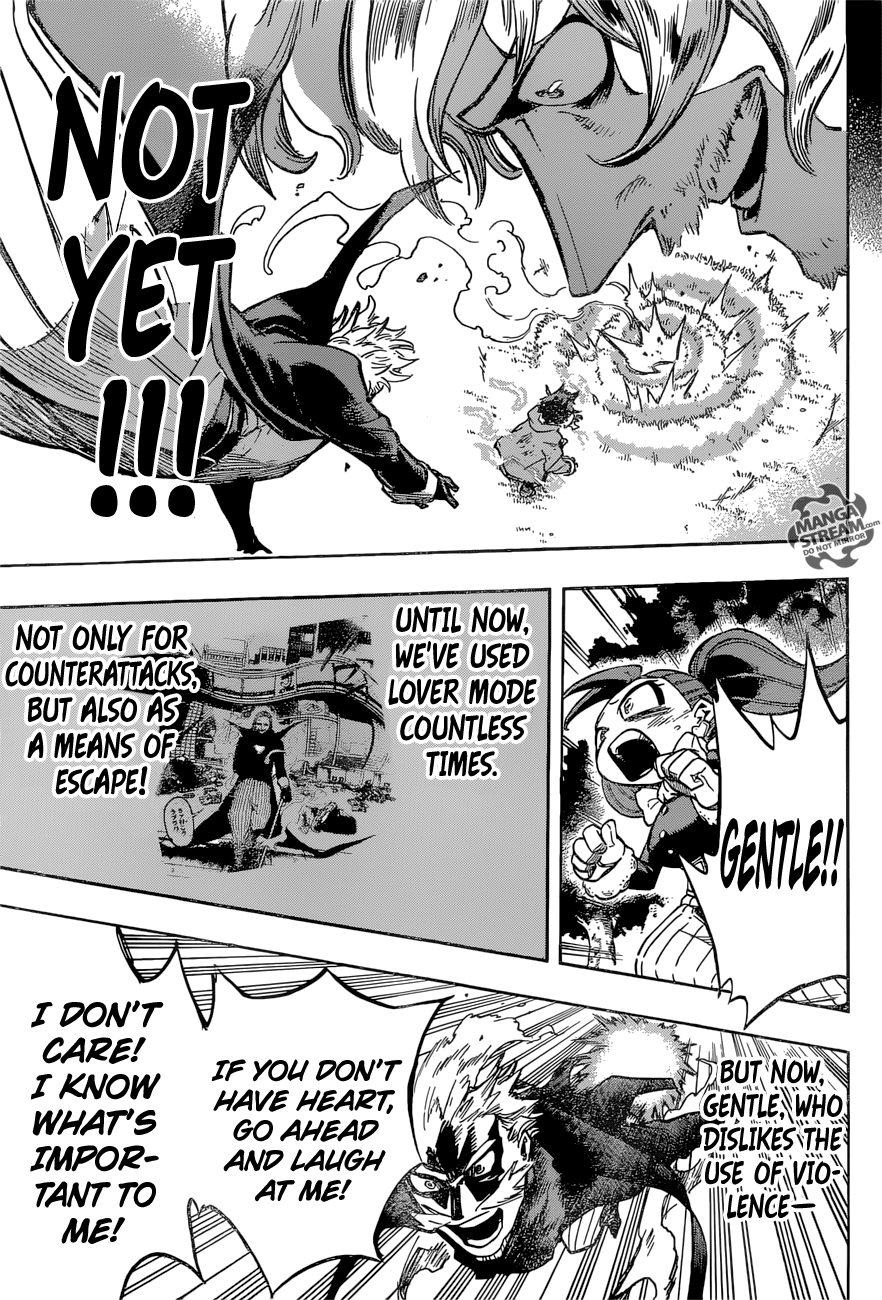 NOT
YET
!!!
MANGA
STREAM.com
DO NOT MIRROR
GENTLE!!
UNTIL NOW,
WE'VE USED
LOVER MODE
COUNTLESS
TIMES.
NOT ONLY FOR
COUNTERATTACKS,
BUT ALSO AS
A MEANS OF
ESCAPE!
BUT NOW,
GENTLE, WHO
DISLIKES THE
USE OF VIO-
LENCE—
IF YOU DON'T
HAVE HEART,
GO AHEAD
AND LAUGH
AT ME!
I DON'T
CARE!
I KNOW
WHAT'S
IMPOR-
TANT TO
ME!